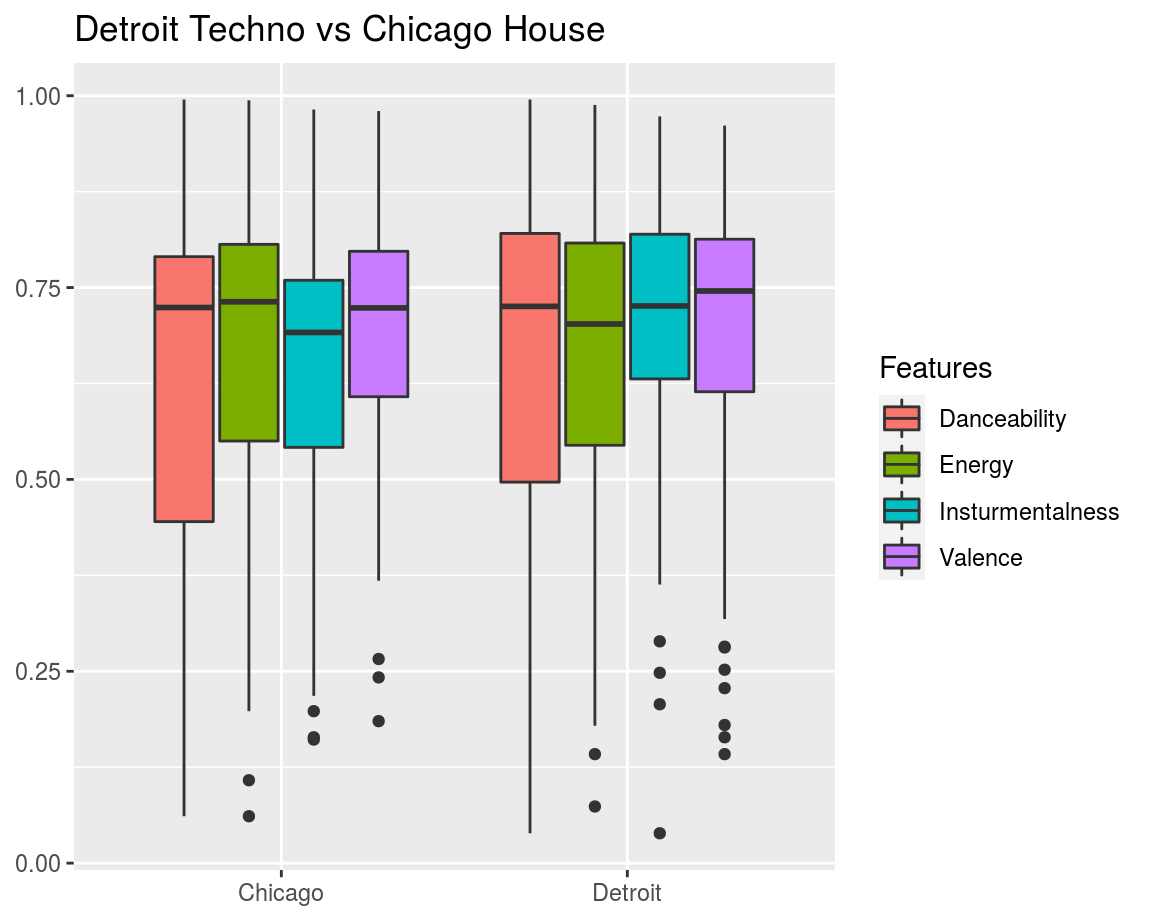 Detroit Techno vs Chicago House
1.00
0.75
0.50
0.25
0.00
Chicago
Detroit
Features
Danceability
Energy
Insturmentalness
Valence